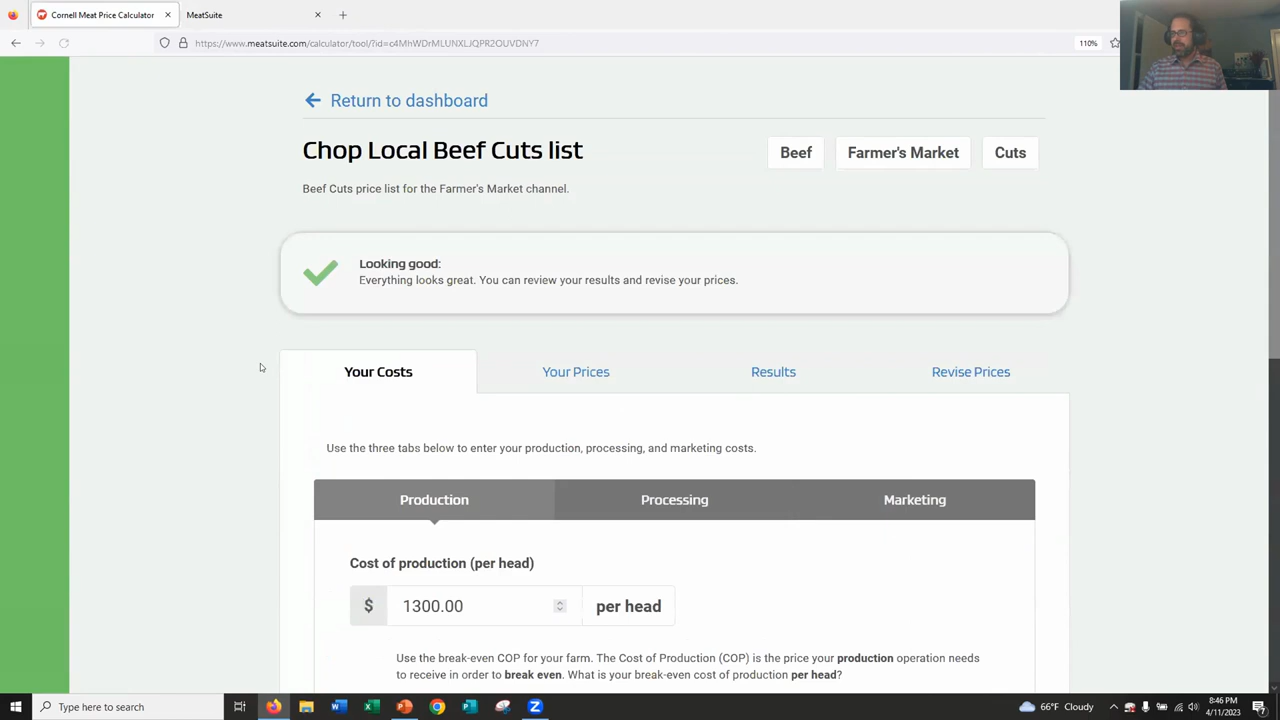 Cornell Meat Price Calculator
MeatSuite
https://www.meatsuite.com/calculator/tool/?id=c4MhWDrMLUNXLJQPR2OUVDNY7
110%
Return to dashboard
Chop Local Beef Cuts list
Beef
Farmer's Market
Cuts
Beef Cuts price list for the Farmer's Market channel.
Looking good:
Everything looks great. You can review your results and revise your prices.
Your Costs
Your Prices
Results
Revise Prices
Use the three tabs below to enter your production, processing, and marketing costs.
Production
Processing
Marketing
Cost of production (per head)
$ 1300.00 per head
Use the break-even COP for your farm. The Cost of Production (COP) is the price your production operation needs
to receive in order to break even. What is your break-even cost of production per head?
Type here to search
66°F Cloudy
8:46 PM
4/11/2023